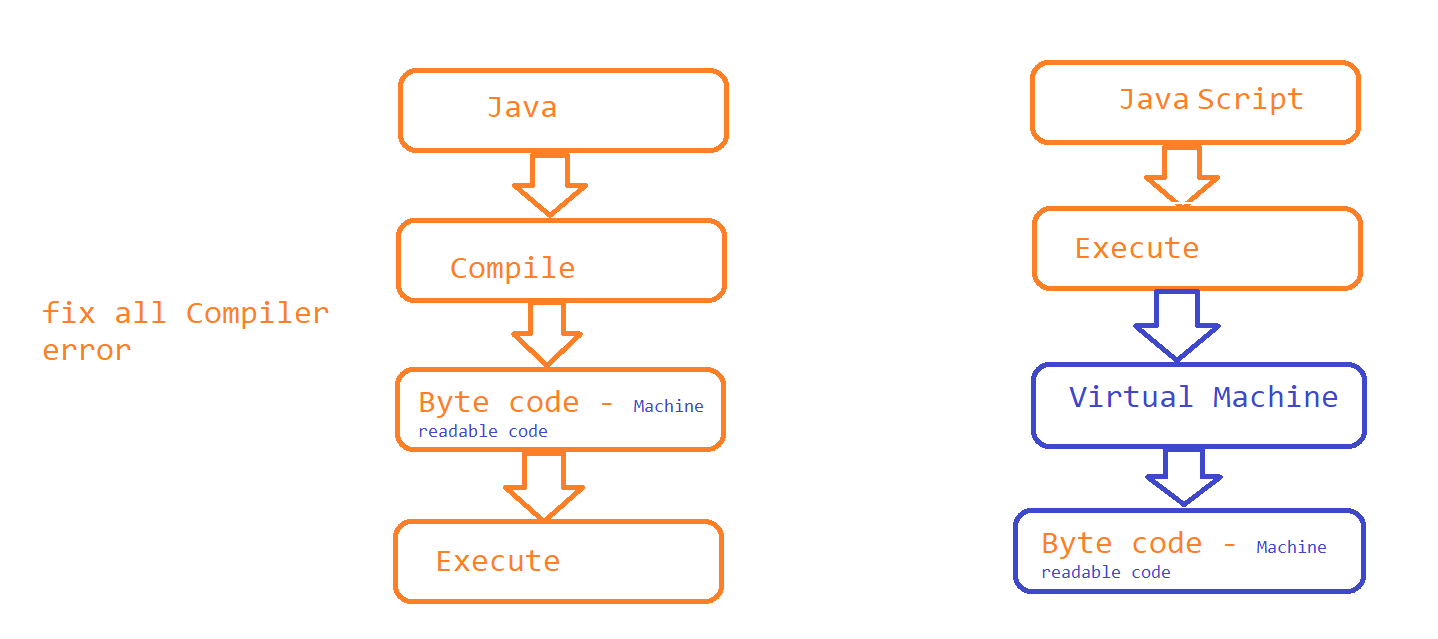 Java
Compile
fix all Compiler
error
Byte code - Machine
readable code
Execute
Java Script
Execute
Virtual Machine
Byte code - Machine
readable code